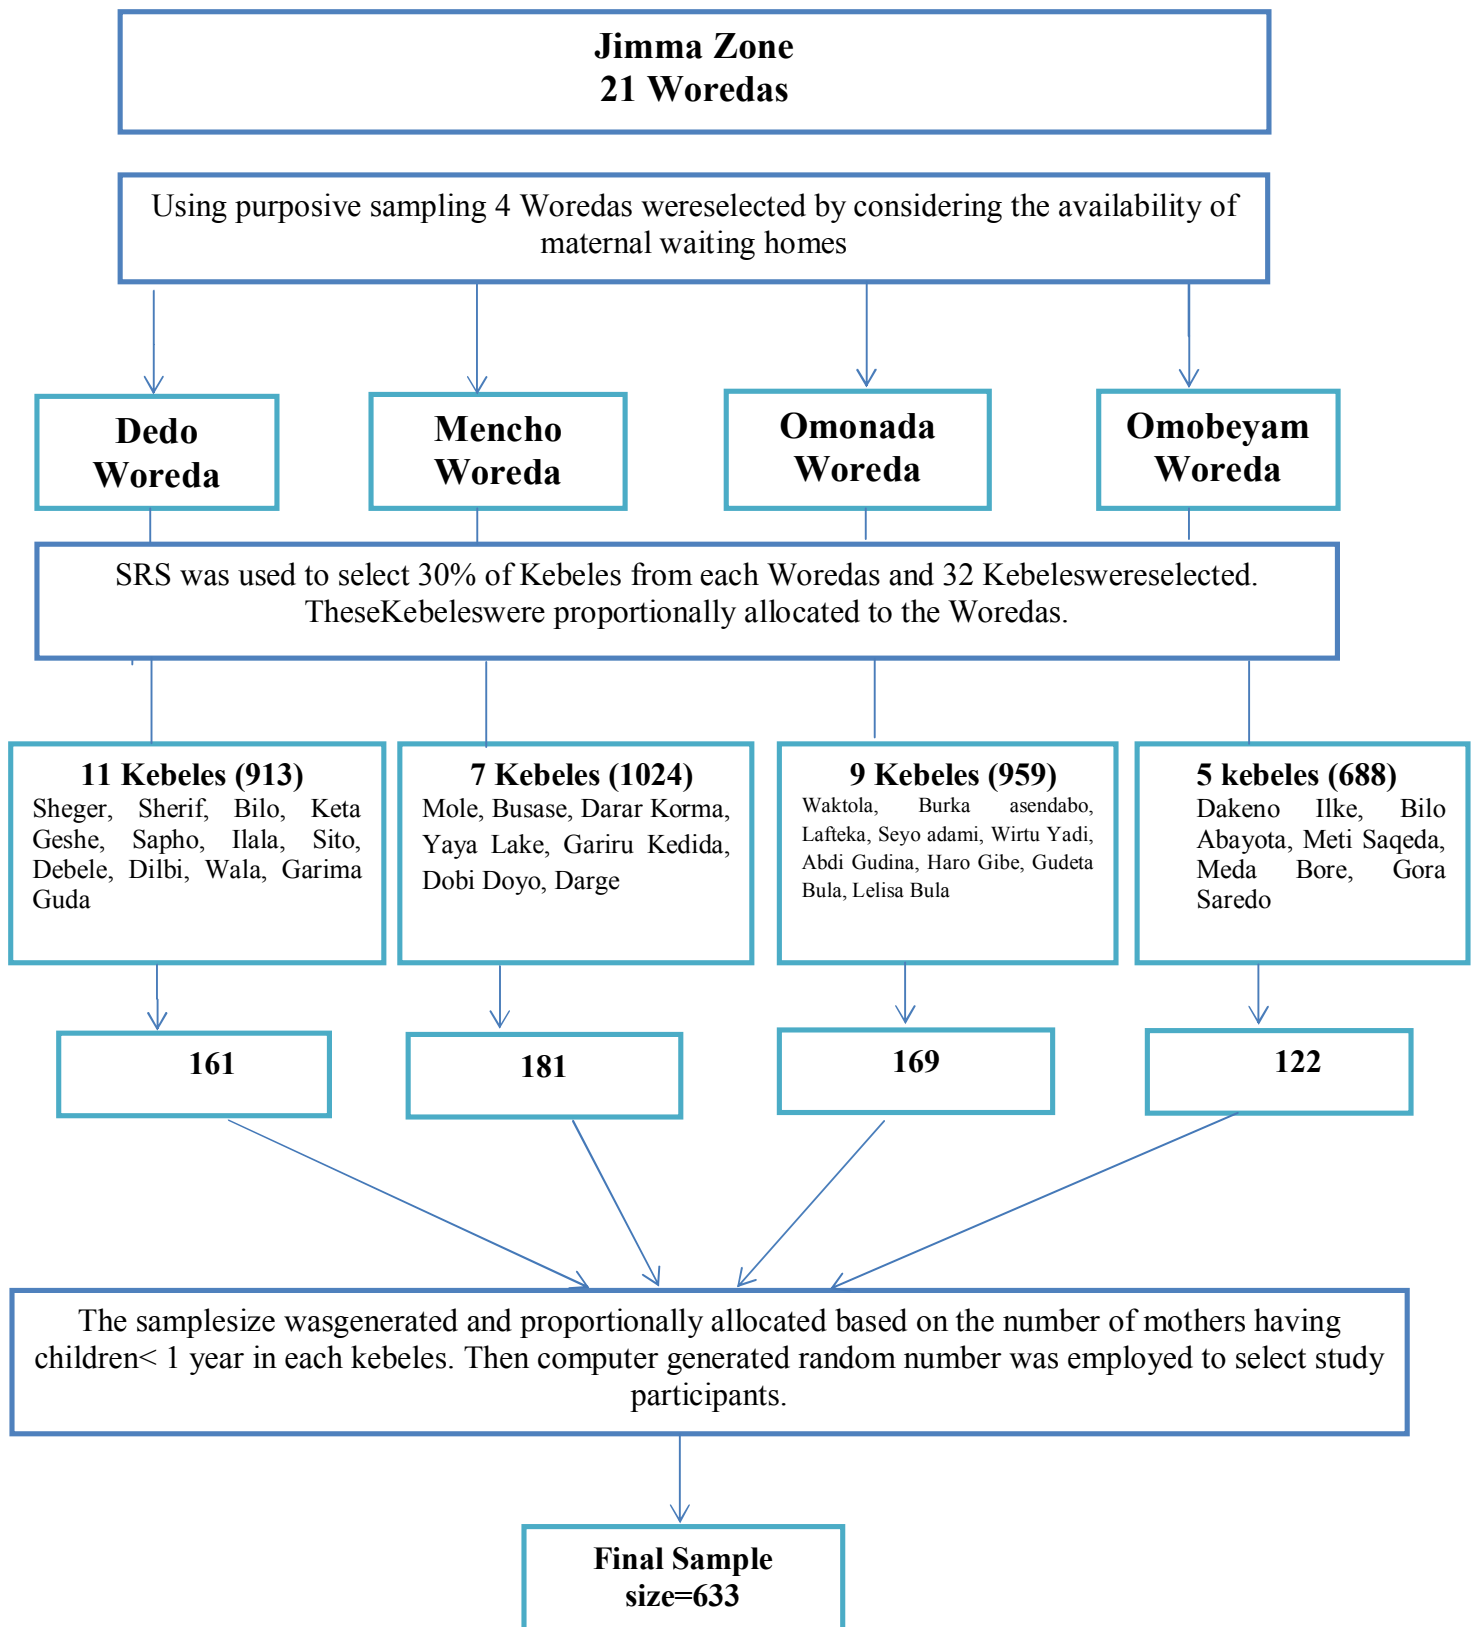 Jimma Zone
21 Woredas
Using purposive sampling 4 Woredas wereselected by considering the availability of
maternal waiting homes
Dedo
Woreda
Mencho
Woreda
Omonada
Woreda
Omobeyam
Woreda
SRS was used to select 30% of Kebeles from each Woredas and 32 Kebeleswereselected.
TheseKebeleswere proportionally allocated to the Woredas.
11 Kebeles (913)
Sheger, Sherif, Bilo, Keta
Geshe, Sapho, Ilala, Sito,
Debele, Dilbi, Wala, Garima
Guda
7 Kebeles (1024)
Mole, Busase, Darar Korma,
Yaya Lake, Gariru Kedida,
Dobi Doyo, Darge
9 Kebeles (959)
Waktola, Burka asendabo,
Lafteka, Seyo adami, Wirtu Yadi,
Abdi Gudina, Haro Gibe, Gudeta
Bula, Lelisa Bula
5 kebeles (688)
Dakeno Ilke, Bilo
Abayota, Meti Saqeda,
Meda Bore, Gora
Saredo
161
181
169
122
The samplesize wasgenerated and proportionally allocated based on the number of mothers having
children< 1 year in each kebeles. Then computer generated random number was employed to select study
participants.
Final Sample
size=633